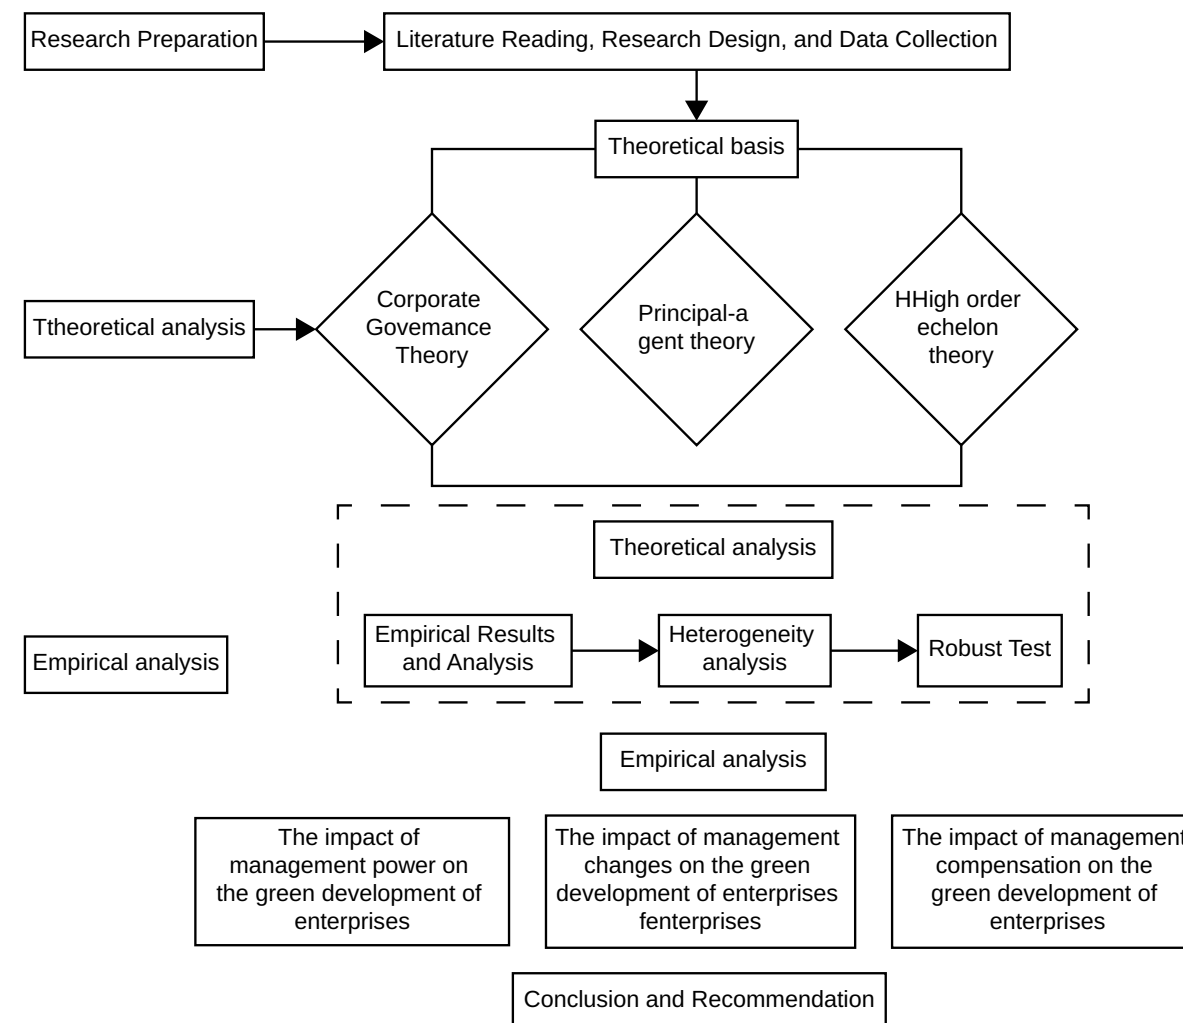 Research Preparation
Literature Reading, Research Design, and Data Collection
Theoretical basis
Ttheoretical analysis
Corporate
Govemance
Theory
Principal-a
gent theory
HHigh order
echelon
theory
Theoretical analysis
Empirical analysis
Empirical Results
and Analysis
Heterogeneity
analysis
Robust Test
Empirical analysis
The impact of
management power on
the green development of
enterprises
The impact of management
changes on the green
development of enterprises
fenterprises
The impact of management
compensation on the
green development of
enterprises
Conclusion and Recommendation